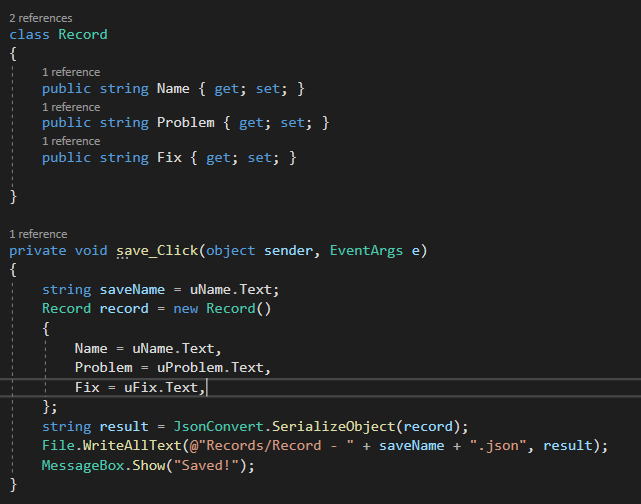 2 references
class Record
{
1 reference
public string Name { get; set; }
1 reference
public string Problem { get; set; }
1 reference
public string Fix { get; set; }
}
1 reference
private void save_Click(object sender, EventArgs e)
{
string saveName = uName.Text;
Record record = new Record()
{
Name = uName.Text,
Problem = uProblem.Text,
Fix = uFix.Text,
};
string result = JsonConvert.SerializeObject(record);
File.WriteAllText(@"Records/Record - " + saveName + ".json", result);
MessageBox.Show("Saved!");
}